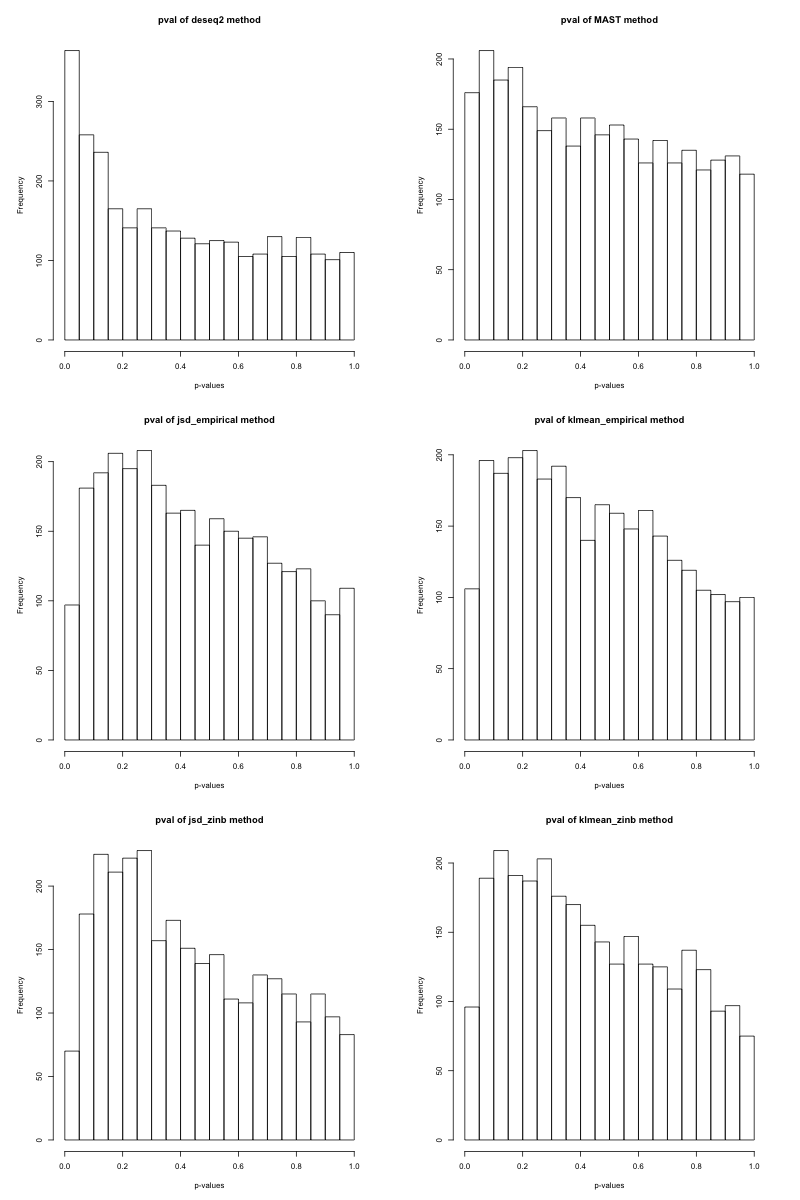 pval of deseq2 method
Frequency
0
100
200
300
0.0 0.2 0.4 0.6 0.8 1.0
p-values
pval of MAST method
Frequency
0
50
100
150
200
0.0 0.2 0.4 0.6 0.8 1.0
p-values
pval of jsd_empirical method
Frequency
0
50
100
150
200
0.0 0.2 0.4 0.6 0.8 1.0
p-values
pval of klmean_empirical method
Frequency
0
50
100
150
200
0.0 0.2 0.4 0.6 0.8 1.0
p-values
pval of jsd_zinb method
Frequency
0
50
100
150
200
0.0 0.2 0.4 0.6 0.8 1.0
p-values
pval of klmean_zinb method
Frequency
0
50
100
150
200
0.0 0.2 0.4 0.6 0.8 1.0
p-values